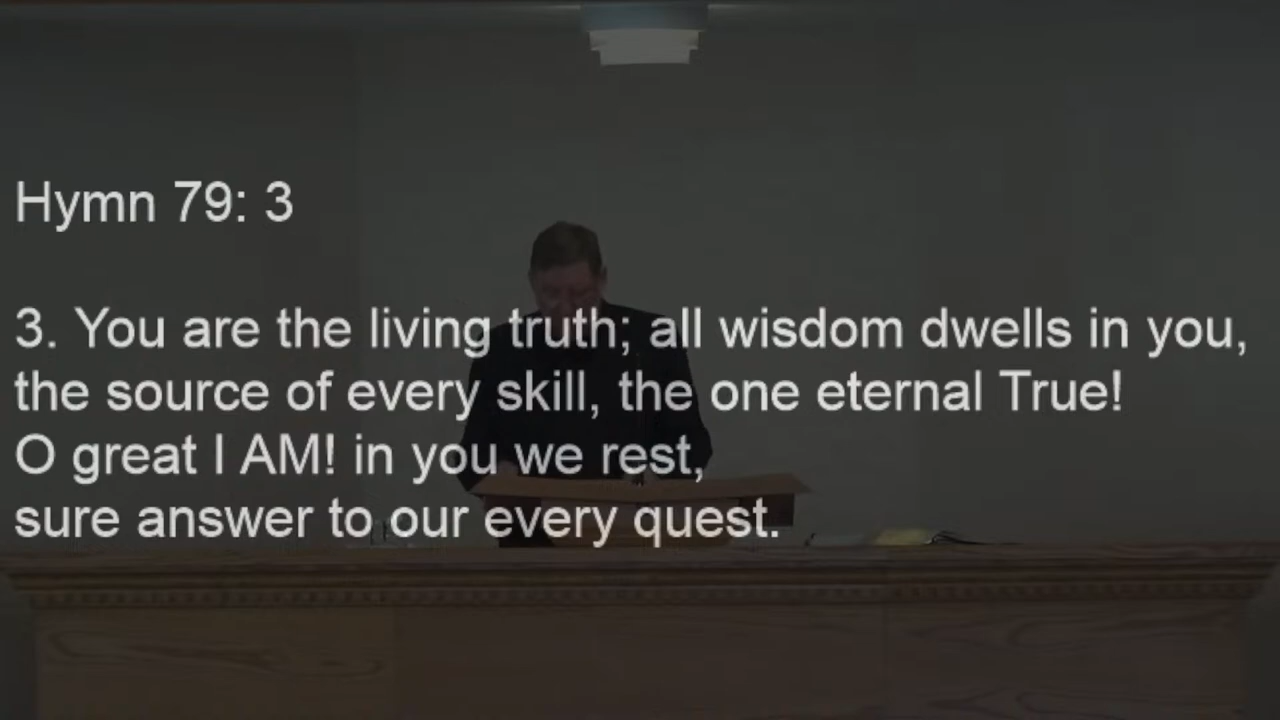 Hymn 79: 3
3. You are the living truth; all wisdom dwells in you,
the source of every skill, the one eternal True!
O great I AM! in you we rest,
sure answer to our every quest.